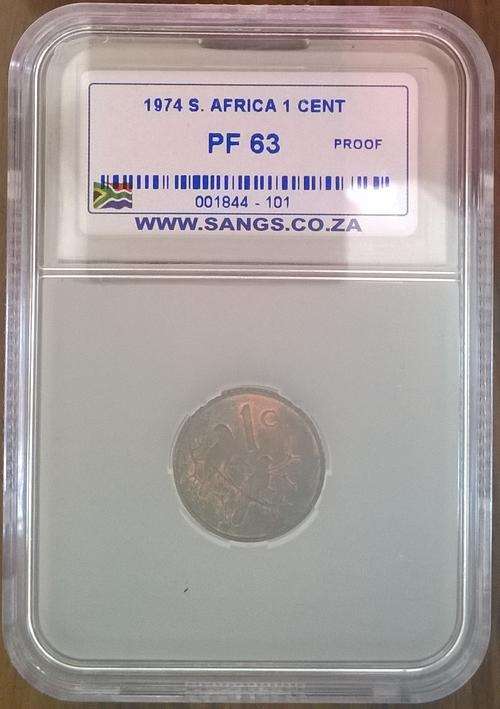 1974 S. AFRICA 1 CENT
PF 63 PROOF
001844 - 101
WWW.SANGS.CO.ZA
1c